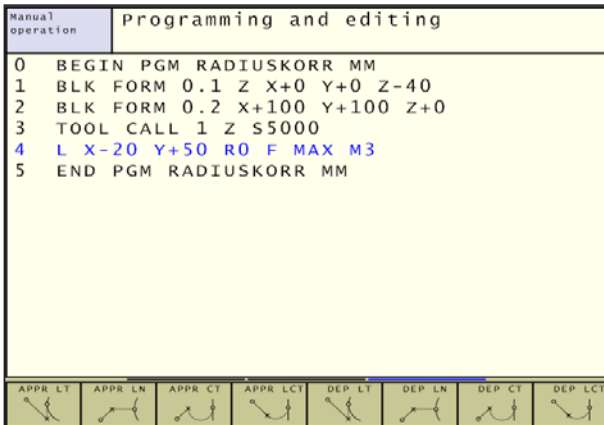 Manual operation
Programming and editing
0 BEGIN PGM RADIUSKORR MM
1 BLK FORM 0.1 Z X+0 Y+0 Z-40
2 BLK FORM 0.2 X+100 Y+100 Z+0
3 TOOL CALL 1 Z S5000
4 L X-20 Y+50 R0 F MAX M3
5 END PGM RADIUSKORR MM
APPR LT APPR LN APPR CT APPR LCT DEP LT DEP LN DEP CT DEP LCT